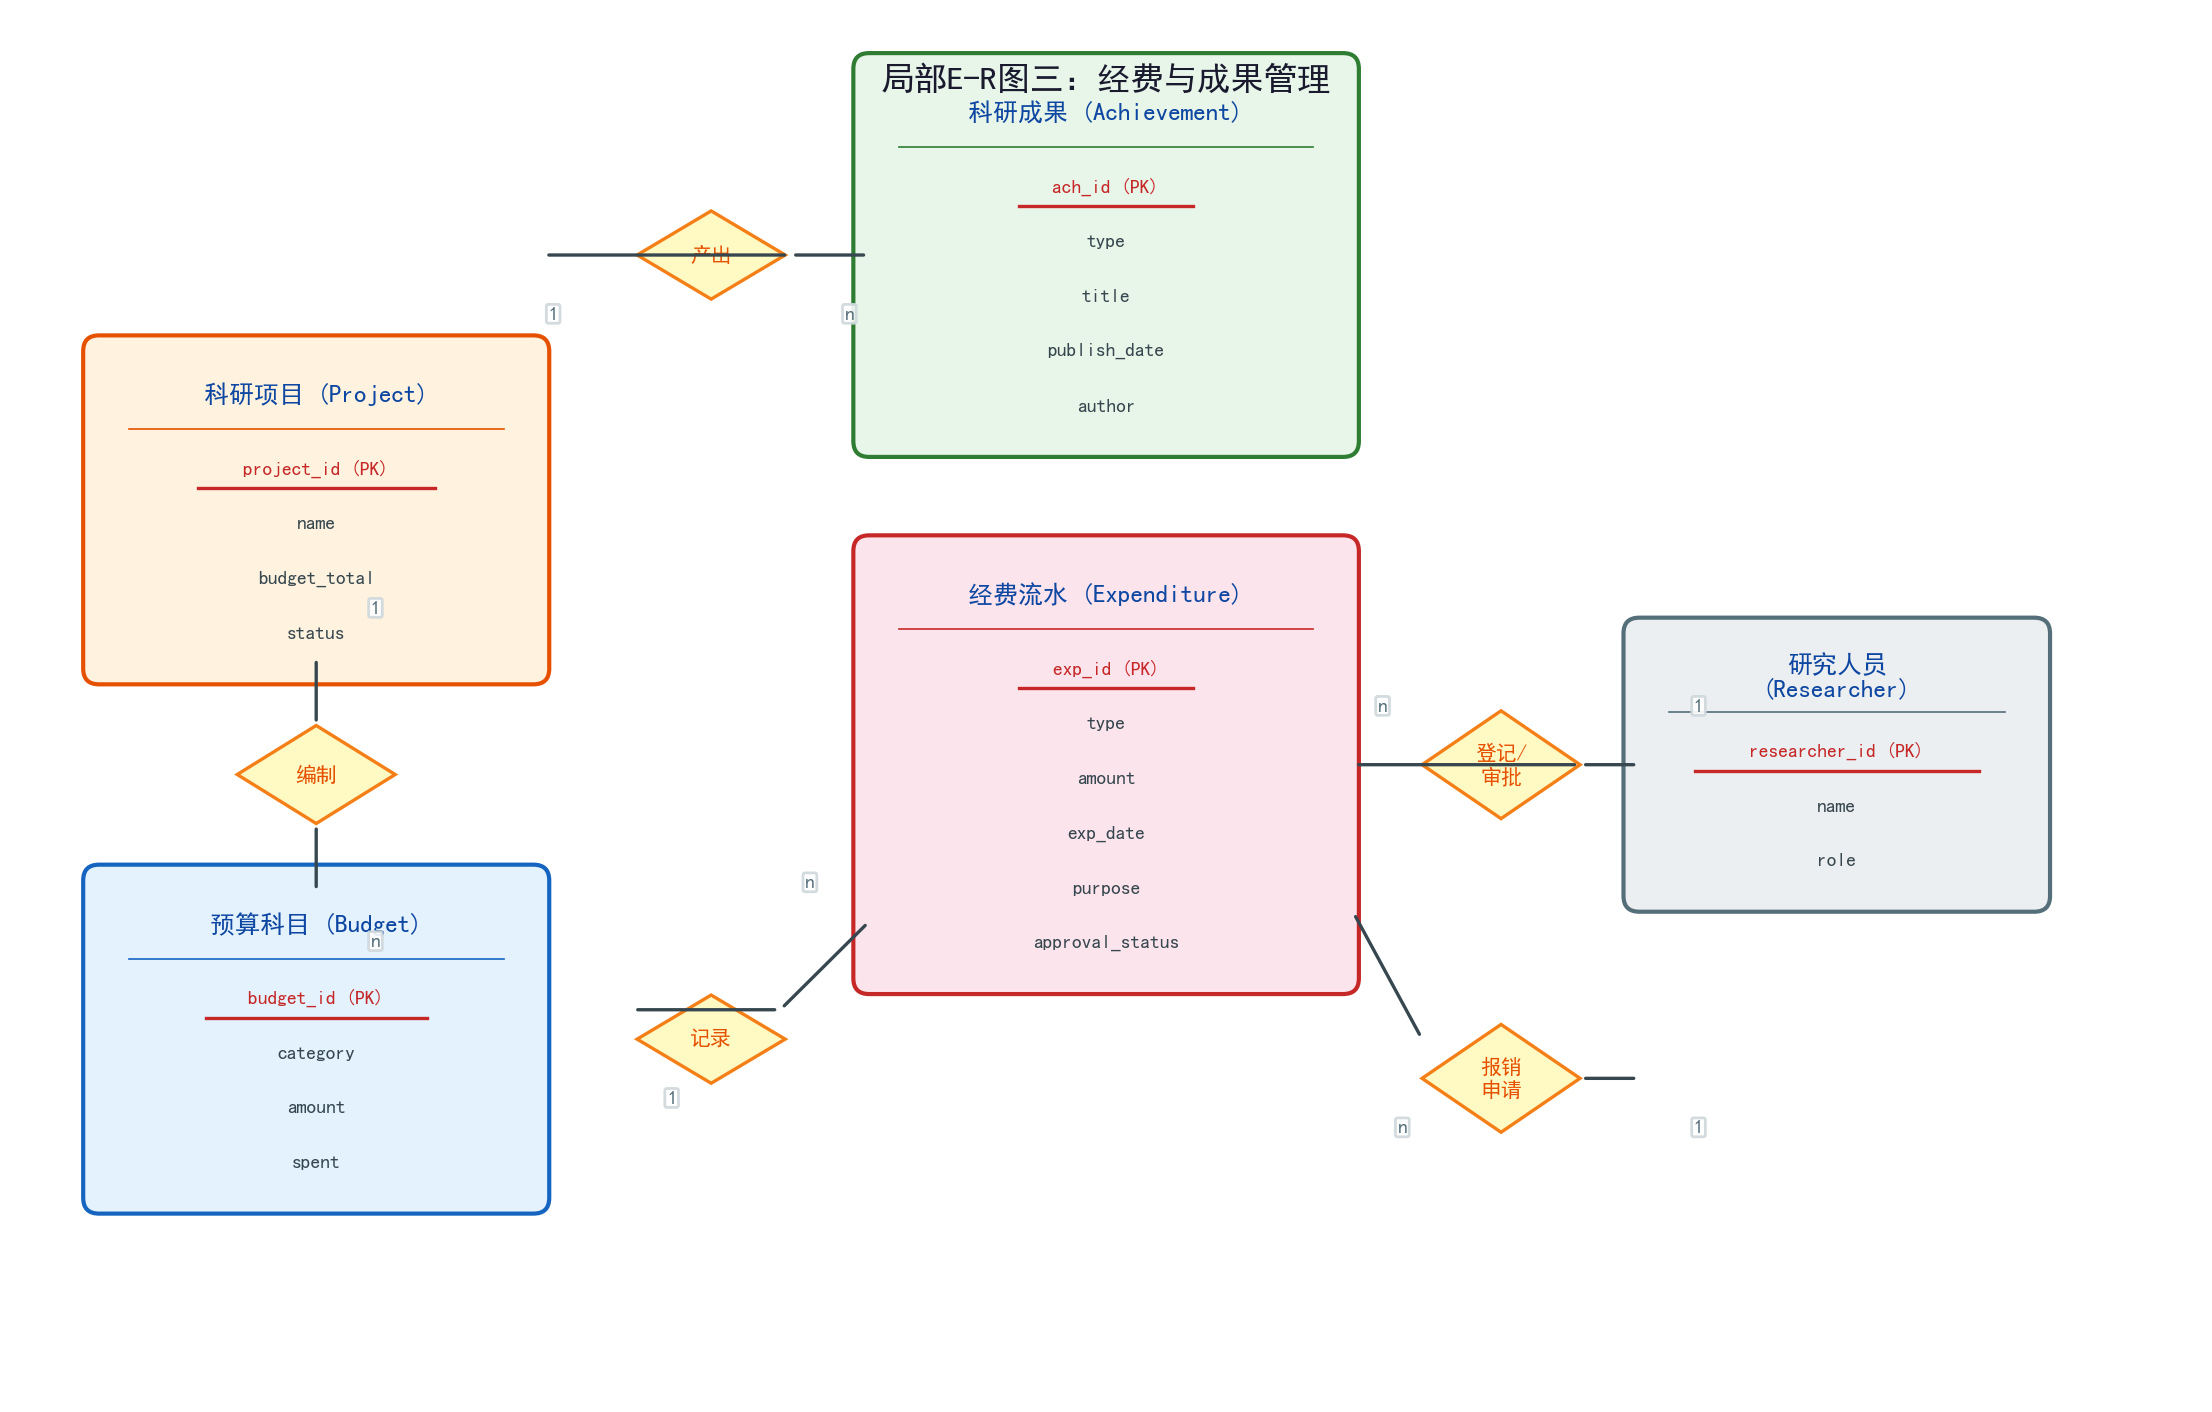 局部E-R图三：经费与成果管理
科研成果 (Achievement)
ach_id (PK)
type
title
publish_date
author
产出
1
n
科研项目 (Project)
project_id (PK)
name
budget_total
1
status
编制
预算科目 (Budget)
n
budget_id (PK)
category
amount
spent
经费流水 (Expenditure)
exp_id (PK)
type
amount
exp_date
purpose
approval_status
n
记录
1
n
登记/
审批
1
研究人员
(Researcher)
researcher_id (PK)
name
role
报销
申请
n
1